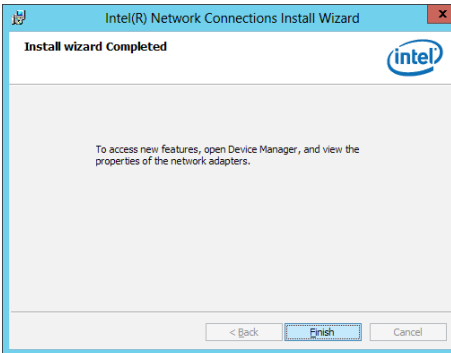 Intel(R) Network Connections Install Wizard
x
Install wizard Completed
intel
To access new features, open Device Manager, and view the
properties of the network adapters.
< Back
Finish
Cancel